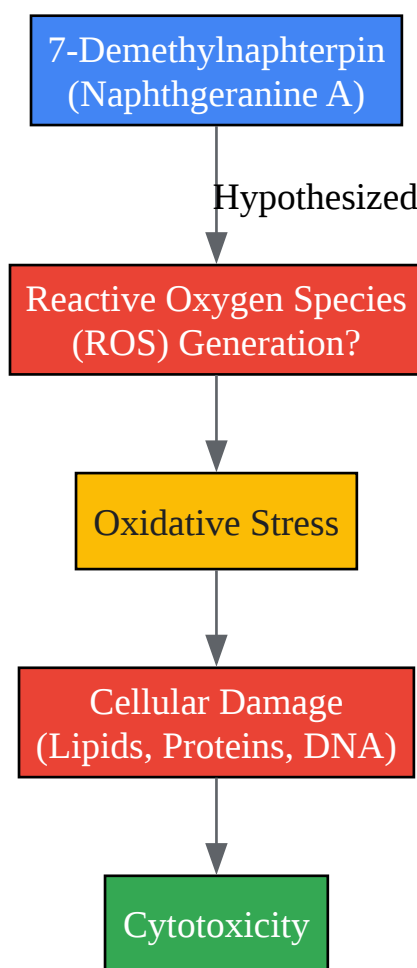 7-Demethylnaphterpin
(Naphthgeranine A)
Hypothesized
Reactive Oxygen Species
(ROS) Generation?
Oxidative Stress
Cellular Damage
(Lipids, Proteins, DNA)
Cytotoxicity